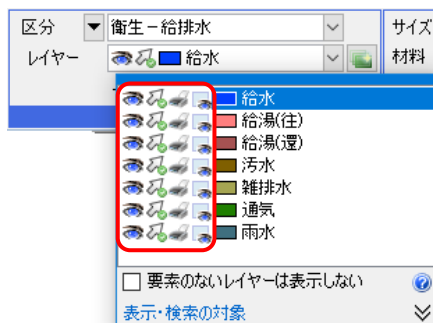 区分 衛生－給排水 サイズ
レイヤー 給水 材料
給水
給湯(往)
給湯(還)
汚水
雑排水
通気
雨水
要素のないレイヤーは表示しない
表示・検索の対象